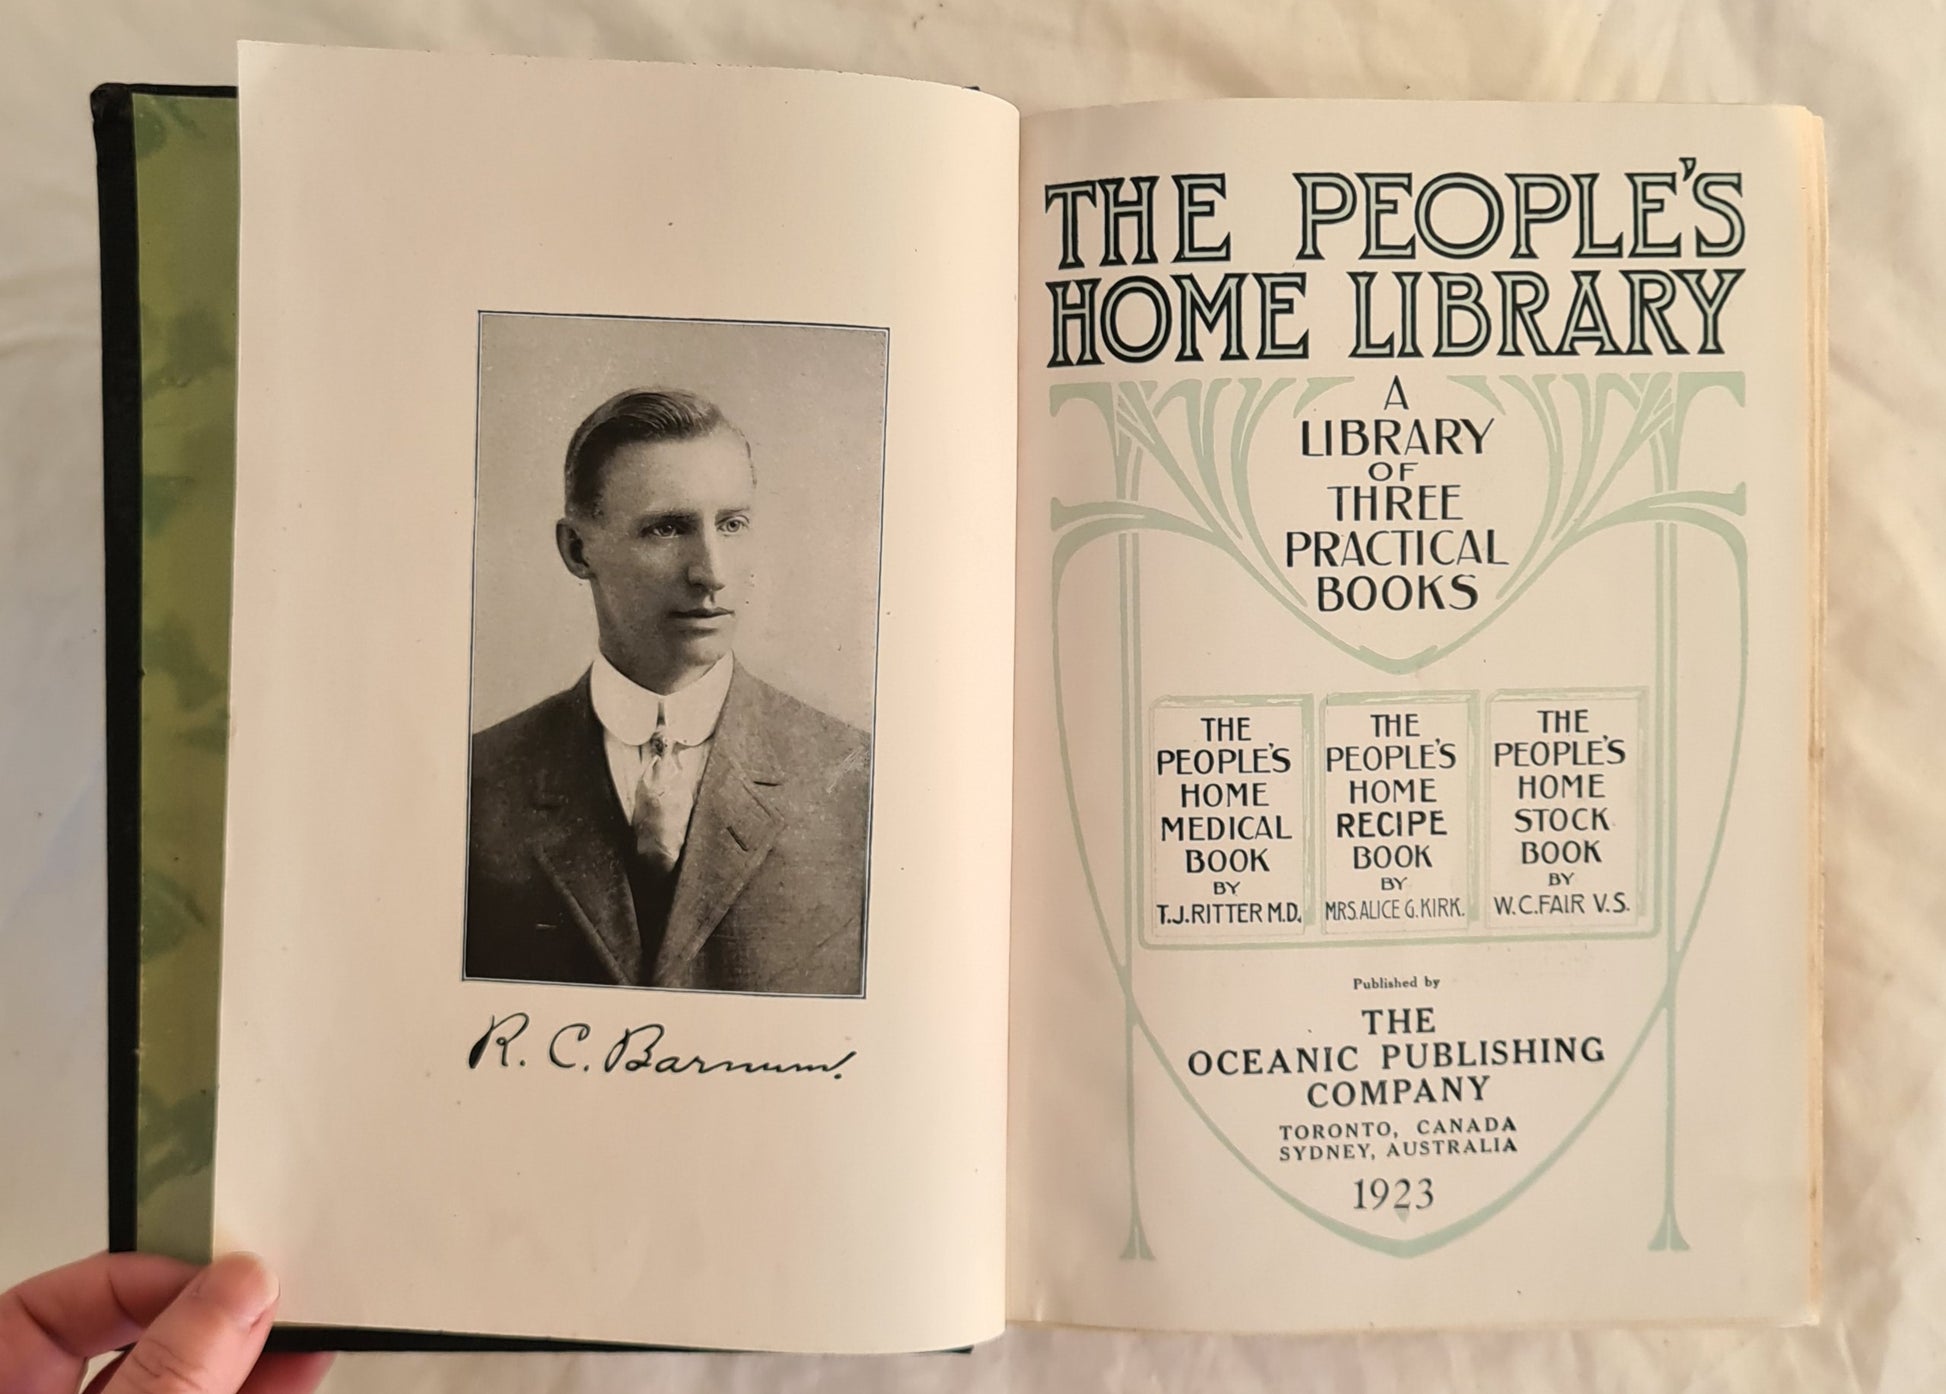 R. C. Barnum.
THE PEOPLE'S
HOME LIBRARY
A
LIBRARY
OF
THREE
PRACTICAL
BOOKS
THE
PEOPLE'S
HOME
MEDICAL
BOOK
BY
T.J.RITTER M.D.
THE
PEOPLE'S
HOME
RECIPE
BOOK
BY
MRS. ALICE G. KIRK.
THE
PEOPLE'S
HOME
STOCK
BOOK
BY
W.C.FAIR V.S.
Published by
THE
OCEANIC PUBLISHING
COMPANY
TORONTO, CANADA
SYDNEY, AUSTRALIA
1923